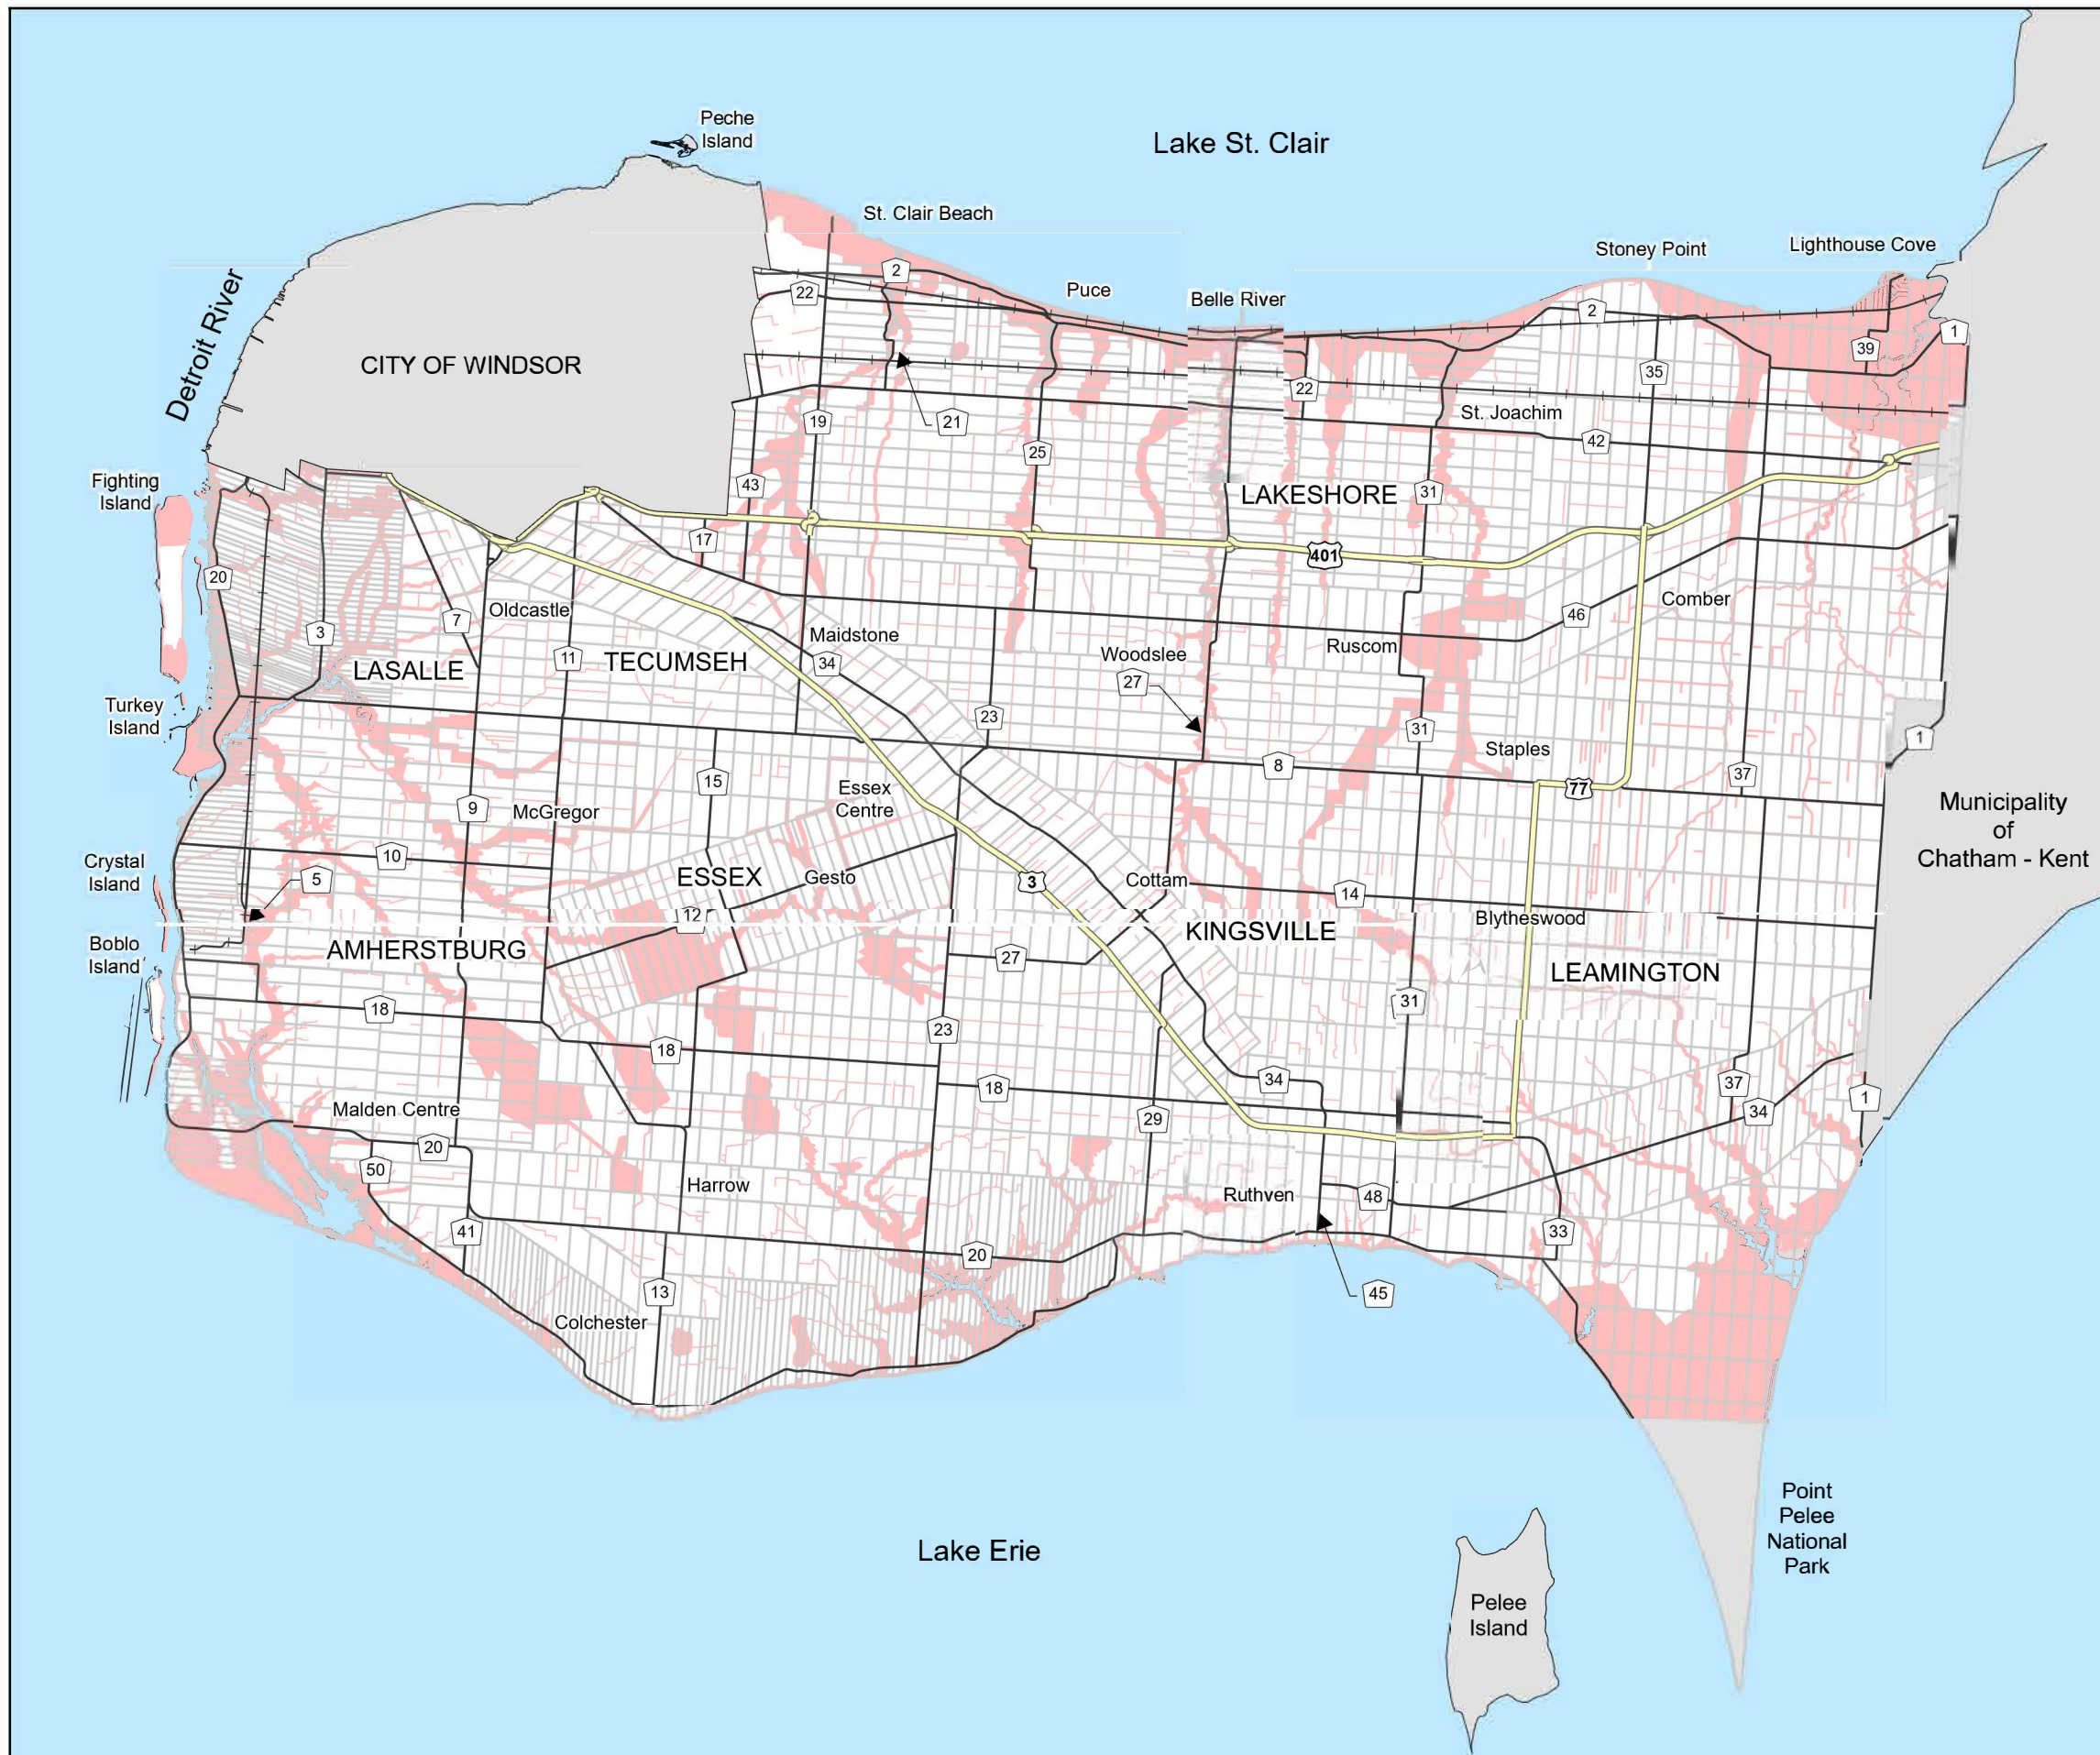 Peche
Island
Lake St. Clair
St. Clair Beach
Stoney Point
Lighthouse Cove
2
Puce
22
Belle River
2
1
Detroit River
39
CITY OF WINDSOR
35
22
21
19
St. Joachim
42
25
Fighting
Island
43
LAKESHORE
31
17
401
20
Comber
Oldcastle
46
7
3
Maidstone
Ruscom
Woodslee
11
TECUMSEH
34
LASALLE
27
Turkey
Island
23
31
1
Staples
8
15
37
77
Essex
Centre
9
McGregor
Municipality
of
Chatham - Kent
10
Crystal
Island
5
ESSEX
Gesto
3
Cottam
14
12
Blytheswood
KINGSVILLE
Boblo
Island
AMHERSTBURG
27
LEAMINGTON
18
31
23
18
34
18
37
1
Malden Centre
29
34
20
50
Harrow
Ruthven
48
41
33
20
13
45
Colchester
Point
Pelee
National
Park
Lake Erie
Pelee
Island